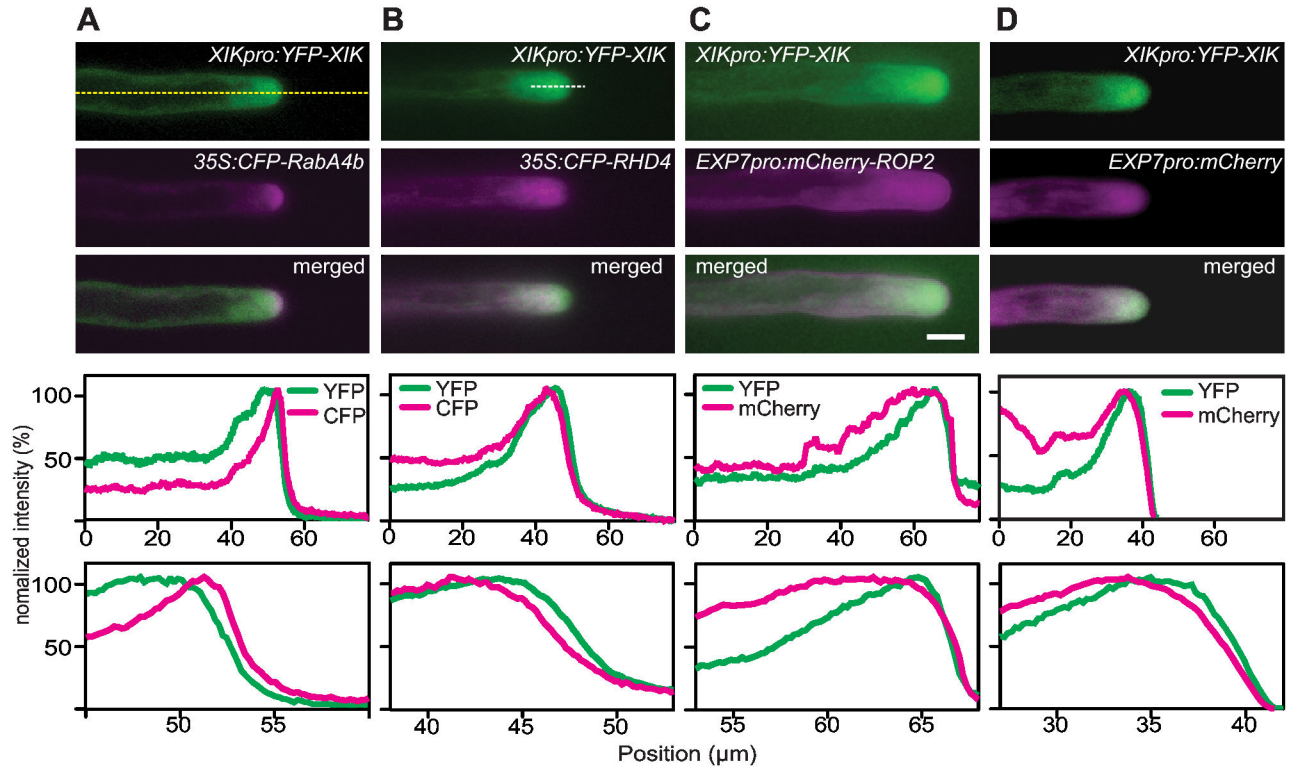 A B C D
XIKpro:YFP-XIK XIKpro:YFP-XIK XIKpro:YFP-XIK XIKpro:YFP-XIK
35S:CFP-RabA4b 35S:CFP-RHD4 EXP7pro:mCherry-ROP2 EXP7pro:mCherry
merged merged merged merged
nomalized intensity (%)
100 YFP YFP YFP YFP
CFP CFP mCherry mCherry
50
0 20 40 60 0 20 40 60 0 20 40 60 0 20 40 60
100
50
50 55 40 45 50 55 60 65 30 35 40
Position (µm)